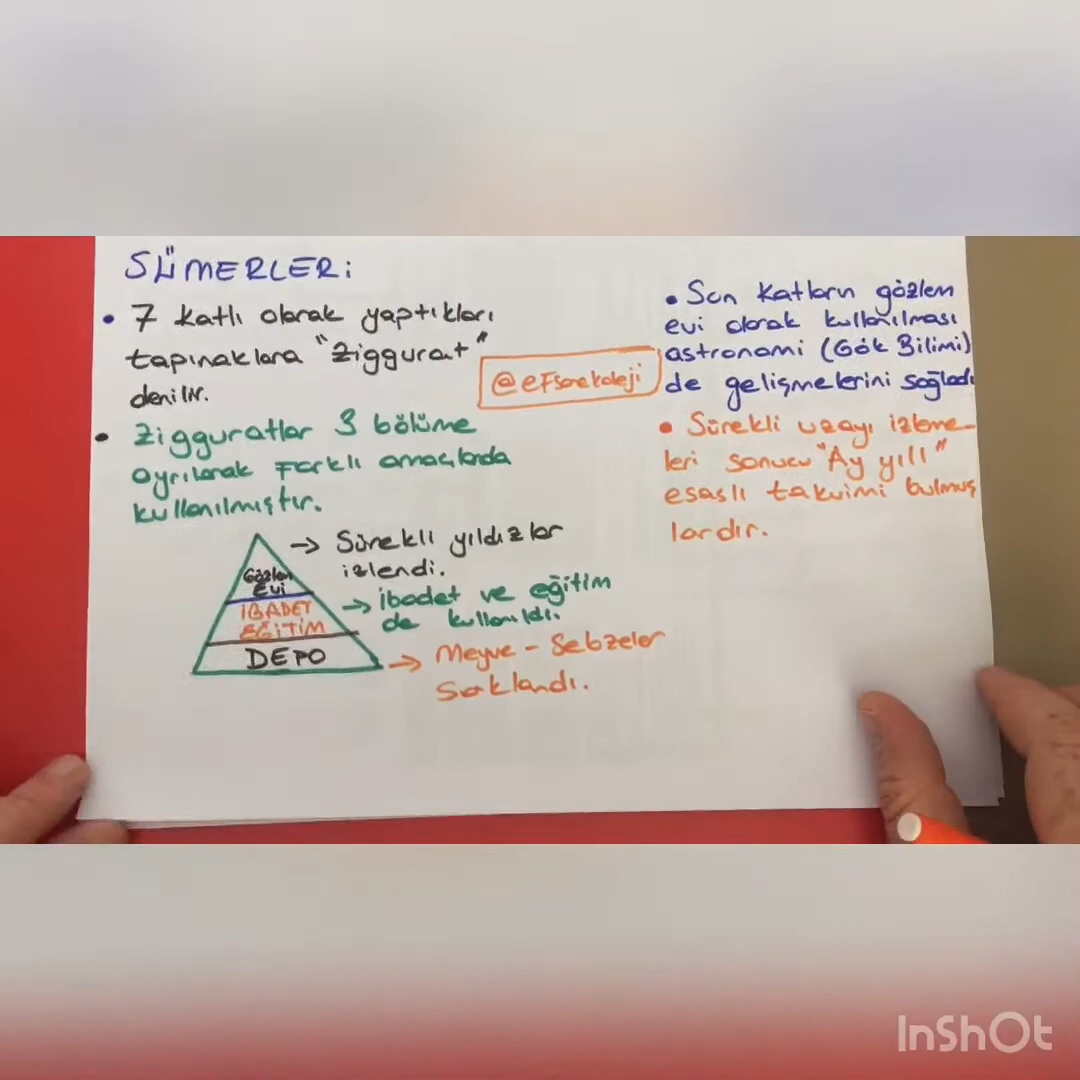 SÜMERLER:
• 7 katlı olarak yaptıkları
tapınaklara "Ziggurat"
denilir.
• Zigguratlar 3 bölüme
ayrılarak farklı amaçlarda
kullanılmıştır.
Gözlem
Evi
→ Sürekli yıldızlar
izlendi.
İBADET
EĞİTİM
→ ibadet ve eğitim
de kullanıldı.
DEPO
→ Meyve - Sebzeler
Saklandı.
@eFsanekoleji
• Son katların gözlem
evi olarak kullanılması
astronomi (Gök Bilimi)
de gelişmelerini sağladı
• Sürekli uzayı izleme-
leri sonucu "Ay yılı"
esaslı takvimi bulmuş
lardır.
InShOt